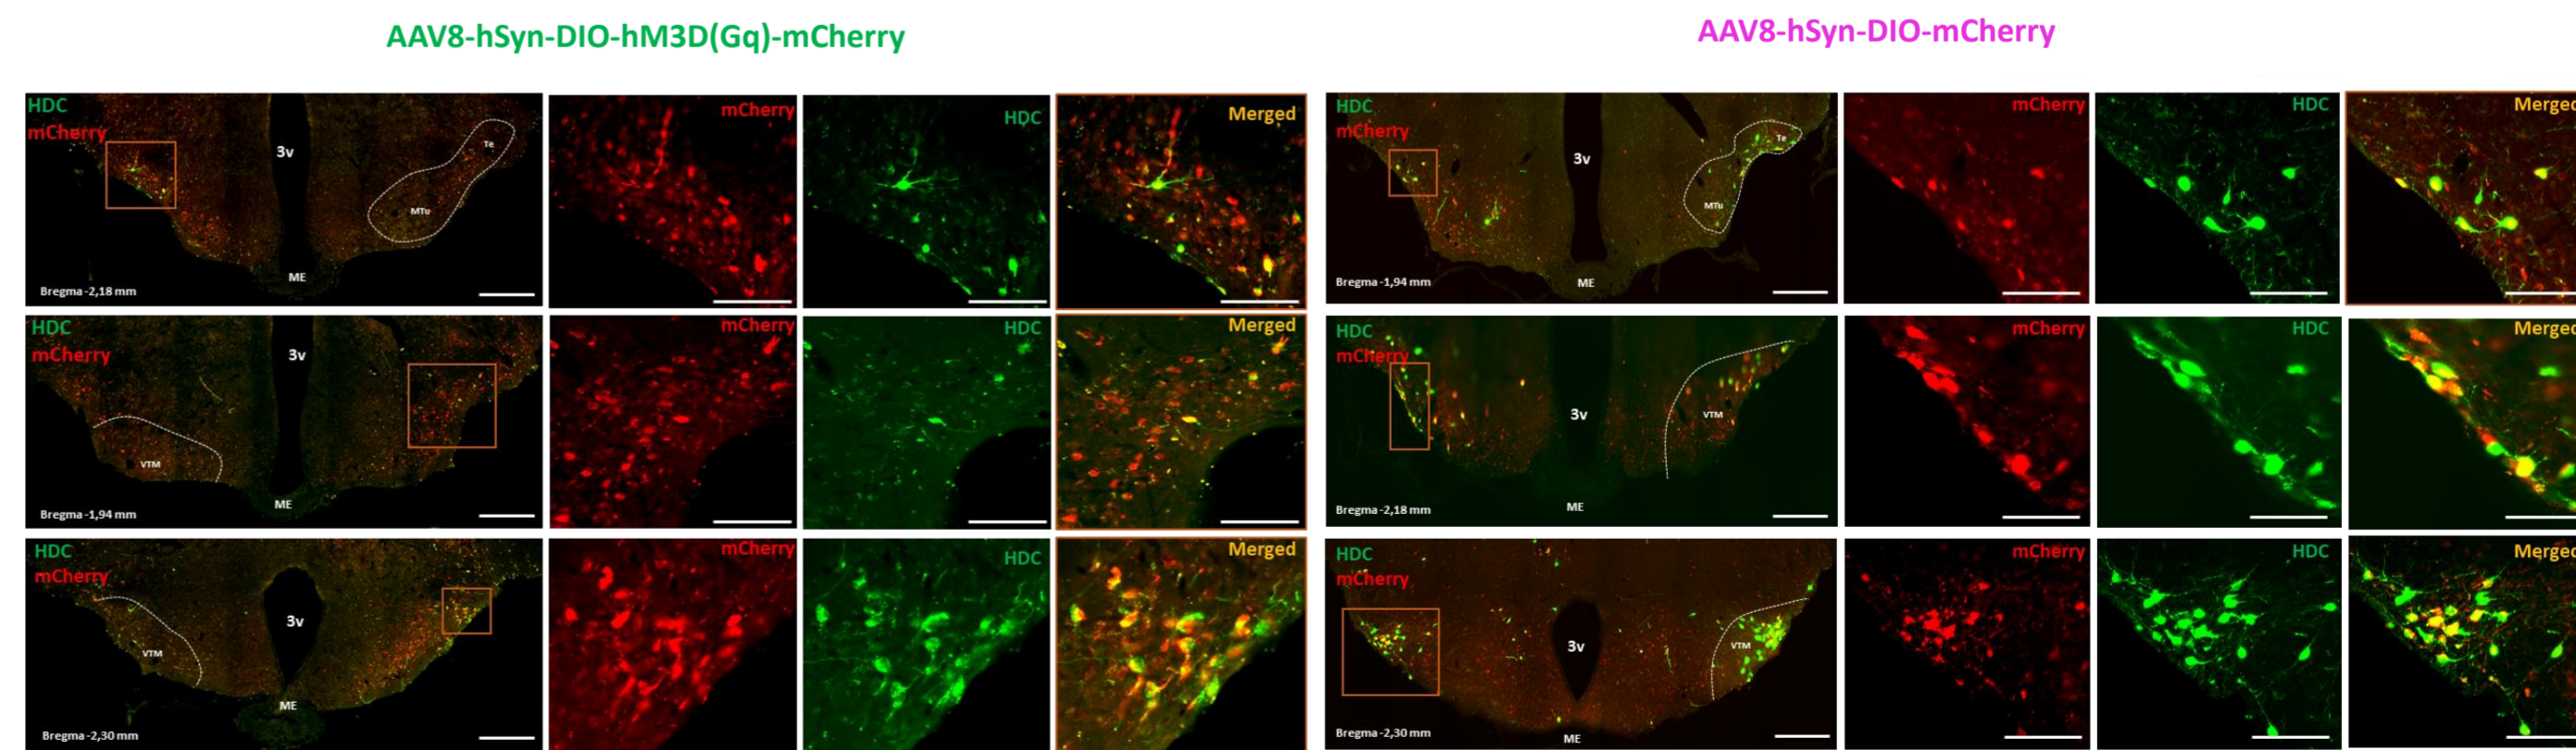 AAV8-hSyn-DIO-hM3D(Gq)-mCherry
AAV8-hSyn-DIO-mCherry
HDC
mCherry
3v
Te
MTu
ME
Bregma -2,18 mm
mCherry
HDC
Merged
HDC
mCherry
3v
Te
MTu
ME
Bregma -1,94 mm
mCherry
HDC
Merged
HDC
mCherry
3v
VTM
ME
Bregma -1,94 mm
mCherry
HDC
Merged
HDC
mCherry
3v
VTM
ME
Bregma -2,18 mm
mCherry
HDC
Merged
HDC
mCherry
3v
VTM
ME
Bregma -2,30 mm
mCherry
HDC
Merged
HDC
mCherry
3v
VTM
ME
Bregma -2,30 mm
mCherry
HDC
Merged